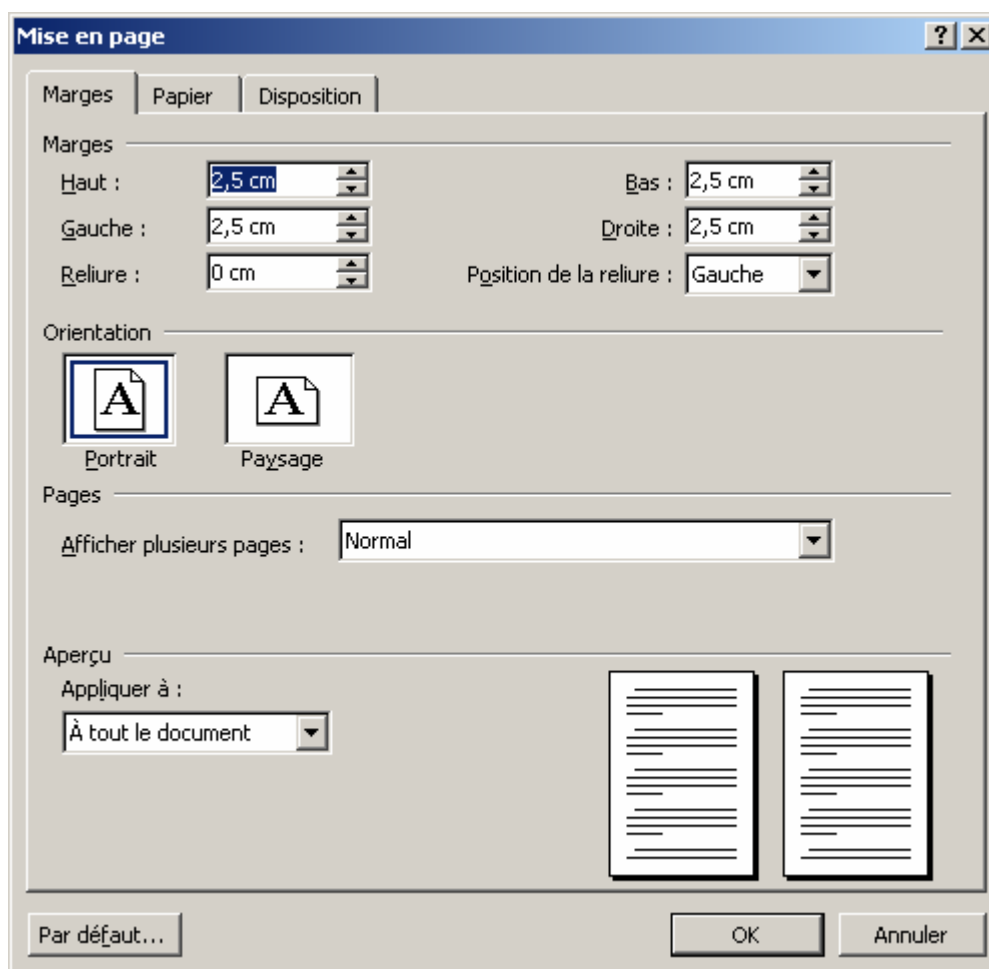 Mise en page
Marges Papier Disposition
Marges
Haut : 2,5 cm Bas : 2,5 cm
Gauche : 2,5 cm Droite : 2,5 cm
Reliure : 0 cm Position de la reliure : Gauche
Orientation
A A
Portrait Paysage
Pages
Afficher plusieurs pages : Normal
Aperçu
Appliquer à :
À tout le document
Par défaut... OK Annuler